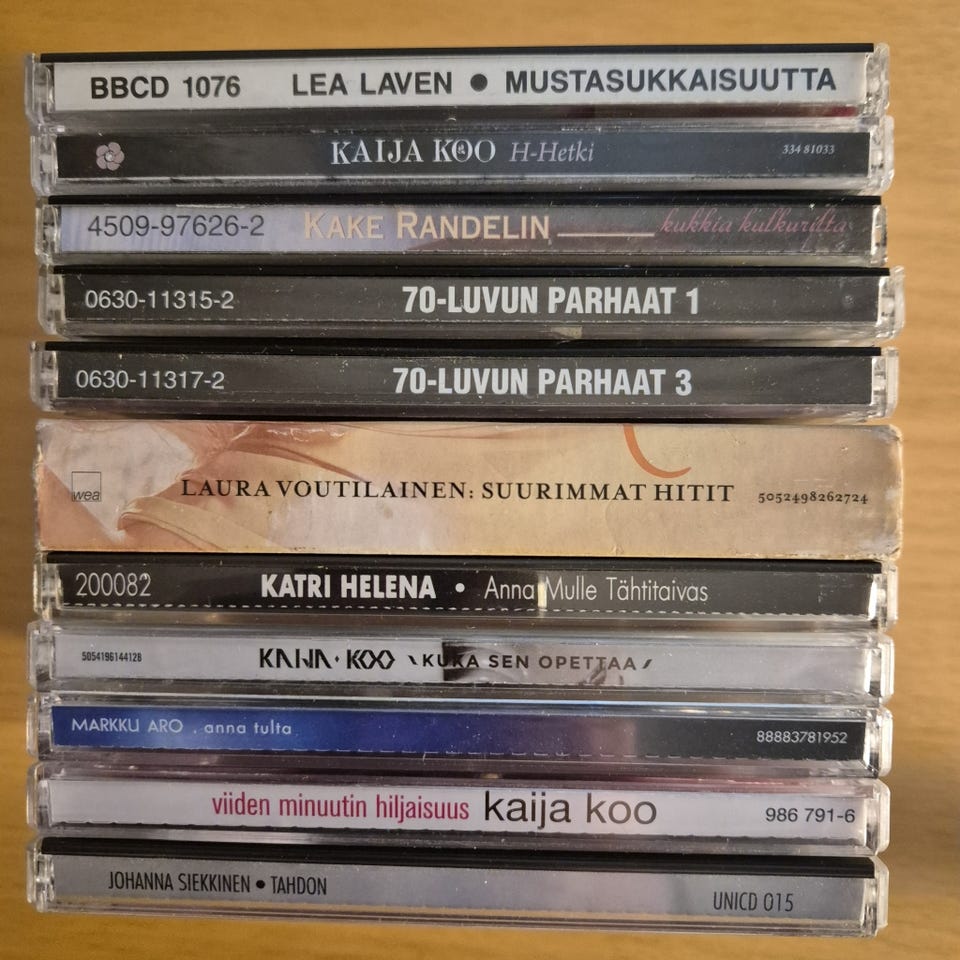 BBCD 1076 LEA LAVEN • MUSTASUKKAISUUTTA
KAIJA KOO H-Hetki 334 81033
4509-97626-2 KAKE RANDELIN kukkia kulkurilta
0630-11315-2 70-LUVUN PARHAAT 1
0630-11317-2 70-LUVUN PARHAAT 3
wea LAURA VOUTILAINEN: SUURIMMAT HITIT 5052498262724
200082 KATRI HELENA • Anna Mulle Tähtitaivas
5054196144128 KAIJA • KOO \ KUKA SEN OPETTAA /
MARKKU ARO . anna tulta 88883781952
viiden minuutin hiljaisuus kaija koo 986 791-6
JOHANNA SIEKKINEN • TAHDON UNICD 015